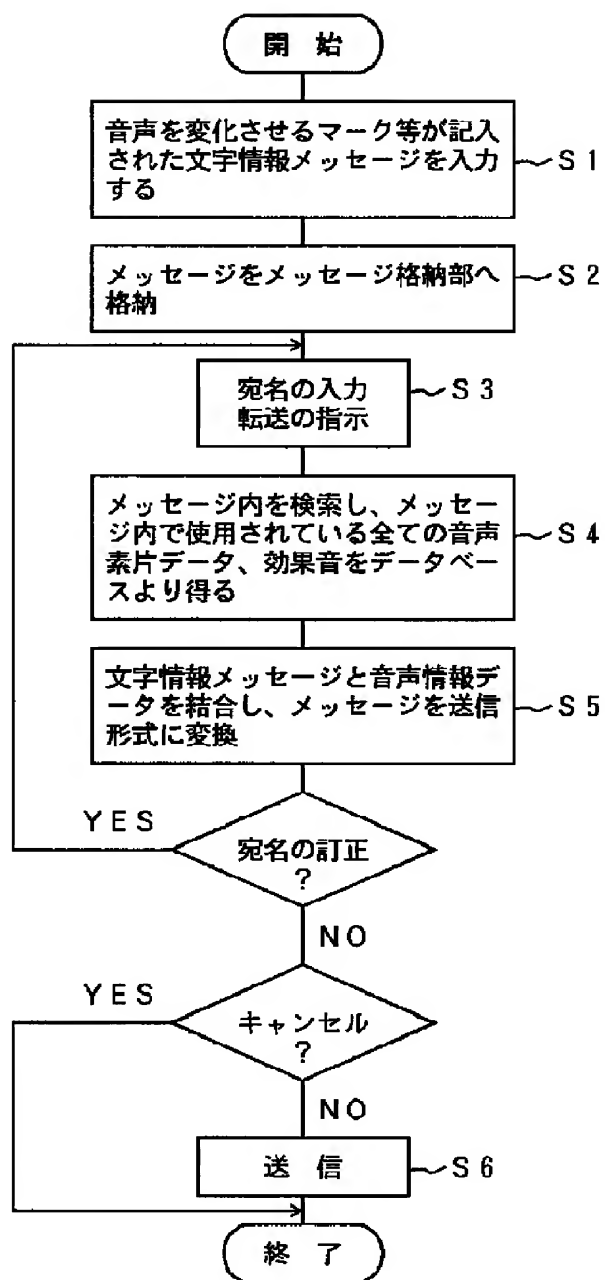 開 始
音声を変化させるマーク等が記入
された文字情報メッセージを入力
する
S1
メッセージをメッセージ格納部へ
格納
S2
宛名の入力
転送の指示
S3
メッセージ内を検索し、メッセー
ジ内で使用されている全ての音声
素片データ、効果音をデータベー
スより得る
S4
文字情報メッセージと音声情報デ
ータを結合し、メッセージを送信
形式に変換
S5
YES
宛名の訂正
?
NO
YES
キャンセル
?
NO
送 信
S6
終 了